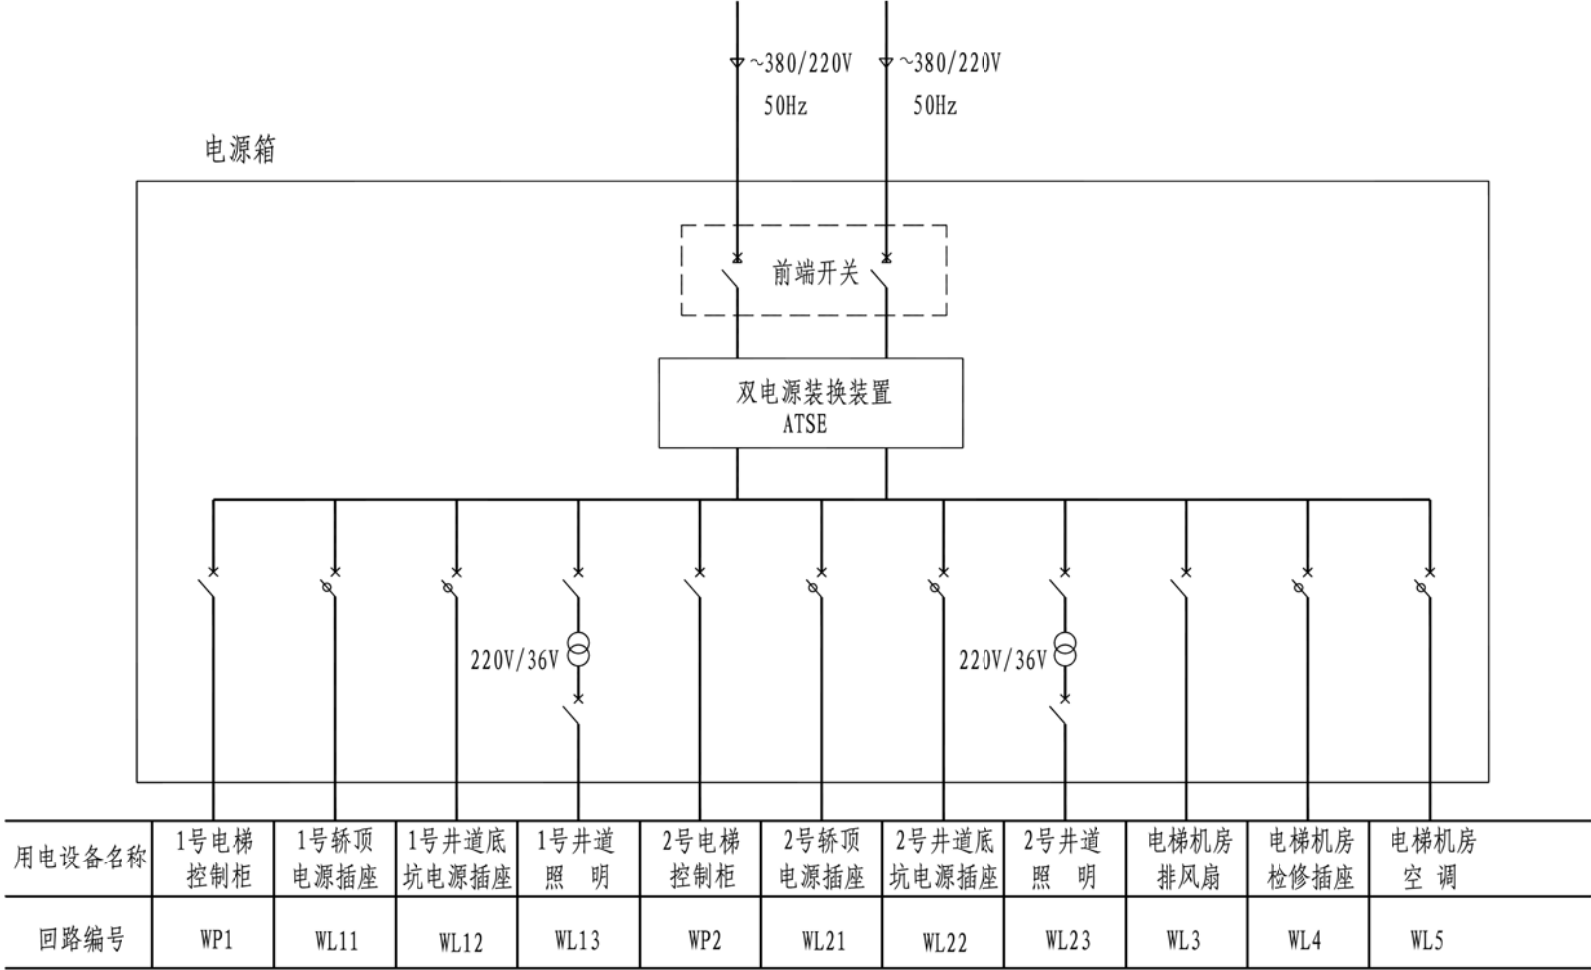 ~380/220V ~380/220V
50Hz 50Hz
电源箱
前端开关
双电源装换装置
ATSE
220V/36V 220V/36V
用电设备名称
1号电梯
控制柜
1号轿顶
电源插座
1号井道底
坑电源插座
1号井道
照 明
2号电梯
控制柜
2号轿顶
电源插座
2号井道底
坑电源插座
2号井道
照 明
电梯机房
排风扇
电梯机房
检修插座
电梯机房
空 调
回路编号 WP1 WL11 WL12 WL13 WP2 WL21 WL22 WL23 WL3 WL4 WL5